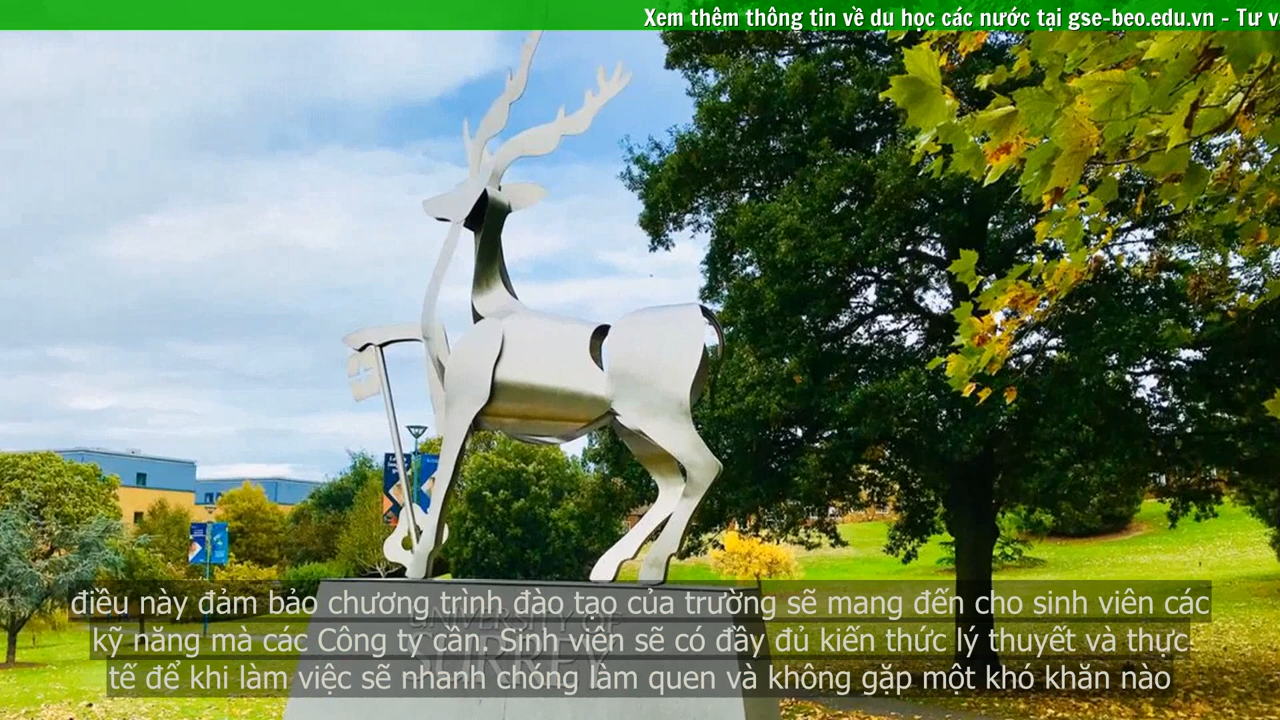 Xem thêm thông tin về du học các nước tại gse-beo.edu.vn - Tư
UNIVERSITY OF
SURREY
điều này đảm bảo chương trình đào tạo của trường sẽ mang đến cho sinh viên các
kỹ năng mà các Công ty cần. Sinh viên sẽ có đầy đủ kiến thức lý thuyết và thực
tế để khi làm việc sẽ nhanh chóng làm quen và không gặp một khó khăn nào